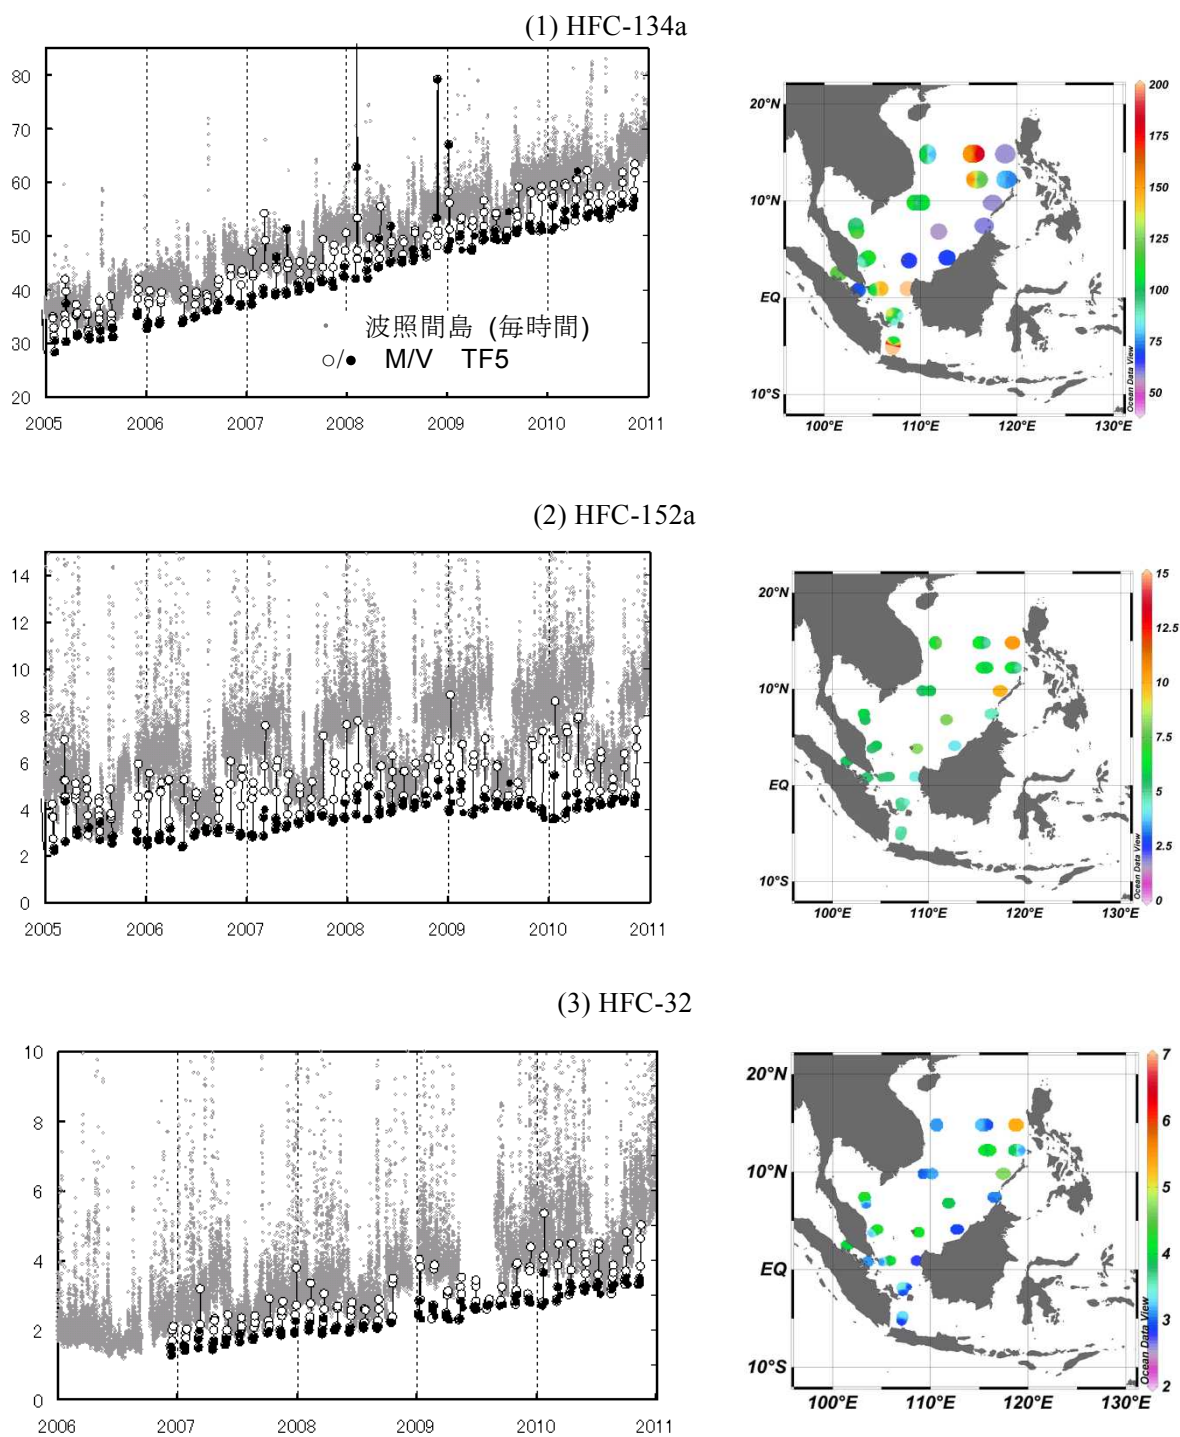 (1) HFC-134a
80
70
60
50
40
30
20
2005 2006 2007 2008 2009 2010 2011
波照間島 (毎時間)
○/● M/V TF5
20°N
10°N
EQ
10°S
100°E 110°E 120°E 130°E
200
175
150
125
100
75
50
Ocean Data View
(2) HFC-152a
14
12
10
8
6
4
2
0
2005 2006 2007 2008 2009 2010 2011
20°N
10°N
EQ
10°S
100°E 110°E 120°E 130°E
15
12.5
10
7.5
5
2.5
0
Ocean Data View
(3) HFC-32
10
8
6
4
2
0
2006 2007 2008 2009 2010 2011
20°N
10°N
EQ
10°S
100°E 110°E 120°E 130°E
7
6
5
4
3
2
Ocean Data View